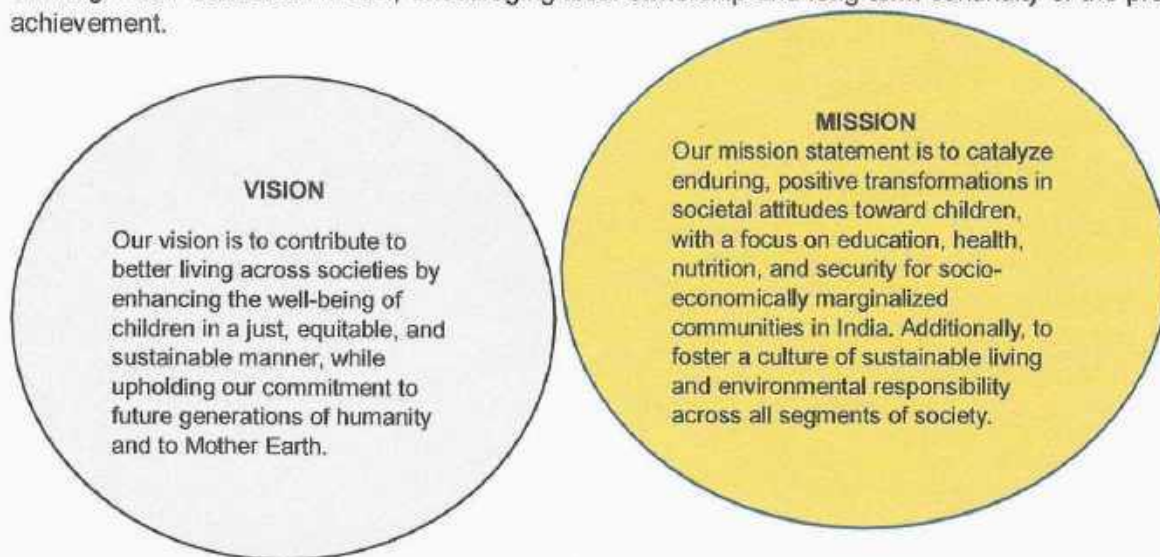 achievement.
VISION
Our vision is to contribute to
better living across societies by
enhancing the well-being of
children in a just, equitable, and
sustainable manner, while
upholding our commitment to
future generations of humanity
and to Mother Earth.
MISSION
Our mission statement is to catalyze
enduring, positive transformations in
societal attitudes toward children,
with a focus on education, health,
nutrition, and security for socio-
economically marginalized
communities in India. Additionally, to
foster a culture of sustainable living
and environmental responsibility
across all segments of society.